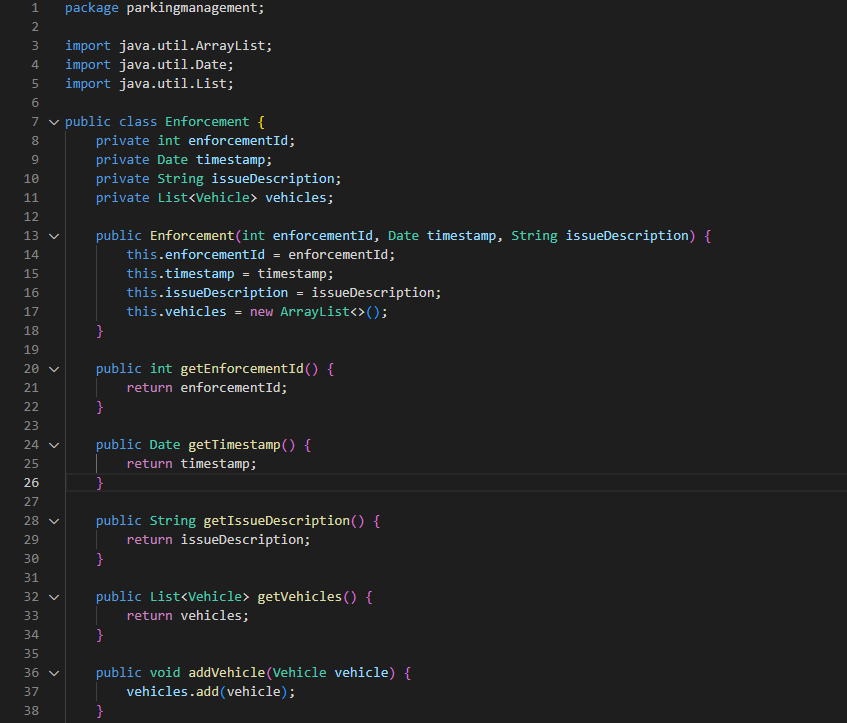 1 package parkingmanagement;
2
3 import java.util.ArrayList;
4 import java.util.Date;
5 import java.util.List;
6
7 public class Enforcement {
8     private int enforcementId;
9     private Date timestamp;
10     private String issueDescription;
11     private List<Vehicle> vehicles;
12
13     public Enforcement(int enforcementId, Date timestamp, String issueDescription) {
14         this.enforcementId = enforcementId;
15         this.timestamp = timestamp;
16         this.issueDescription = issueDescription;
17         this.vehicles = new ArrayList<>();
18     }
19
20     public int getEnforcementId() {
21         return enforcementId;
22     }
23
24     public Date getTimestamp() {
25         return timestamp;
26     }
27
28     public String getIssueDescription() {
29         return issueDescription;
30     }
31
32     public List<Vehicle> getVehicles() {
33         return vehicles;
34     }
35
36     public void addVehicle(Vehicle vehicle) {
37         vehicles.add(vehicle);
38     }